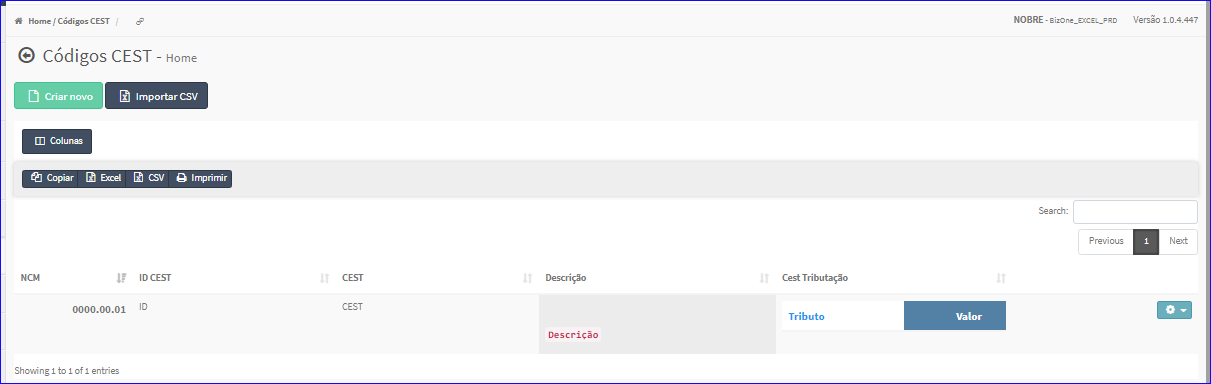 Home / Códigos CEST /
NOBRE - BizOne_EXCEL_PRD Versão 1.0.4.447
Códigos CEST - Home
Criar novo Importar CSV
Colunas
Copiar Excel CSV Imprimir
Search:
Previous 1 Next
NCM ID CEST CEST Descrição Cest Tributação
0000.00.01 ID CEST Descrição Tributo Valor
Showing 1 to 1 of 1 entries